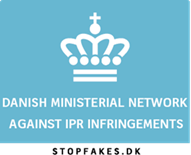 DANISH MINISTERIAL NETWORK
AGAINST IPR INFRINGEMENTS
STOPFAKES.DK